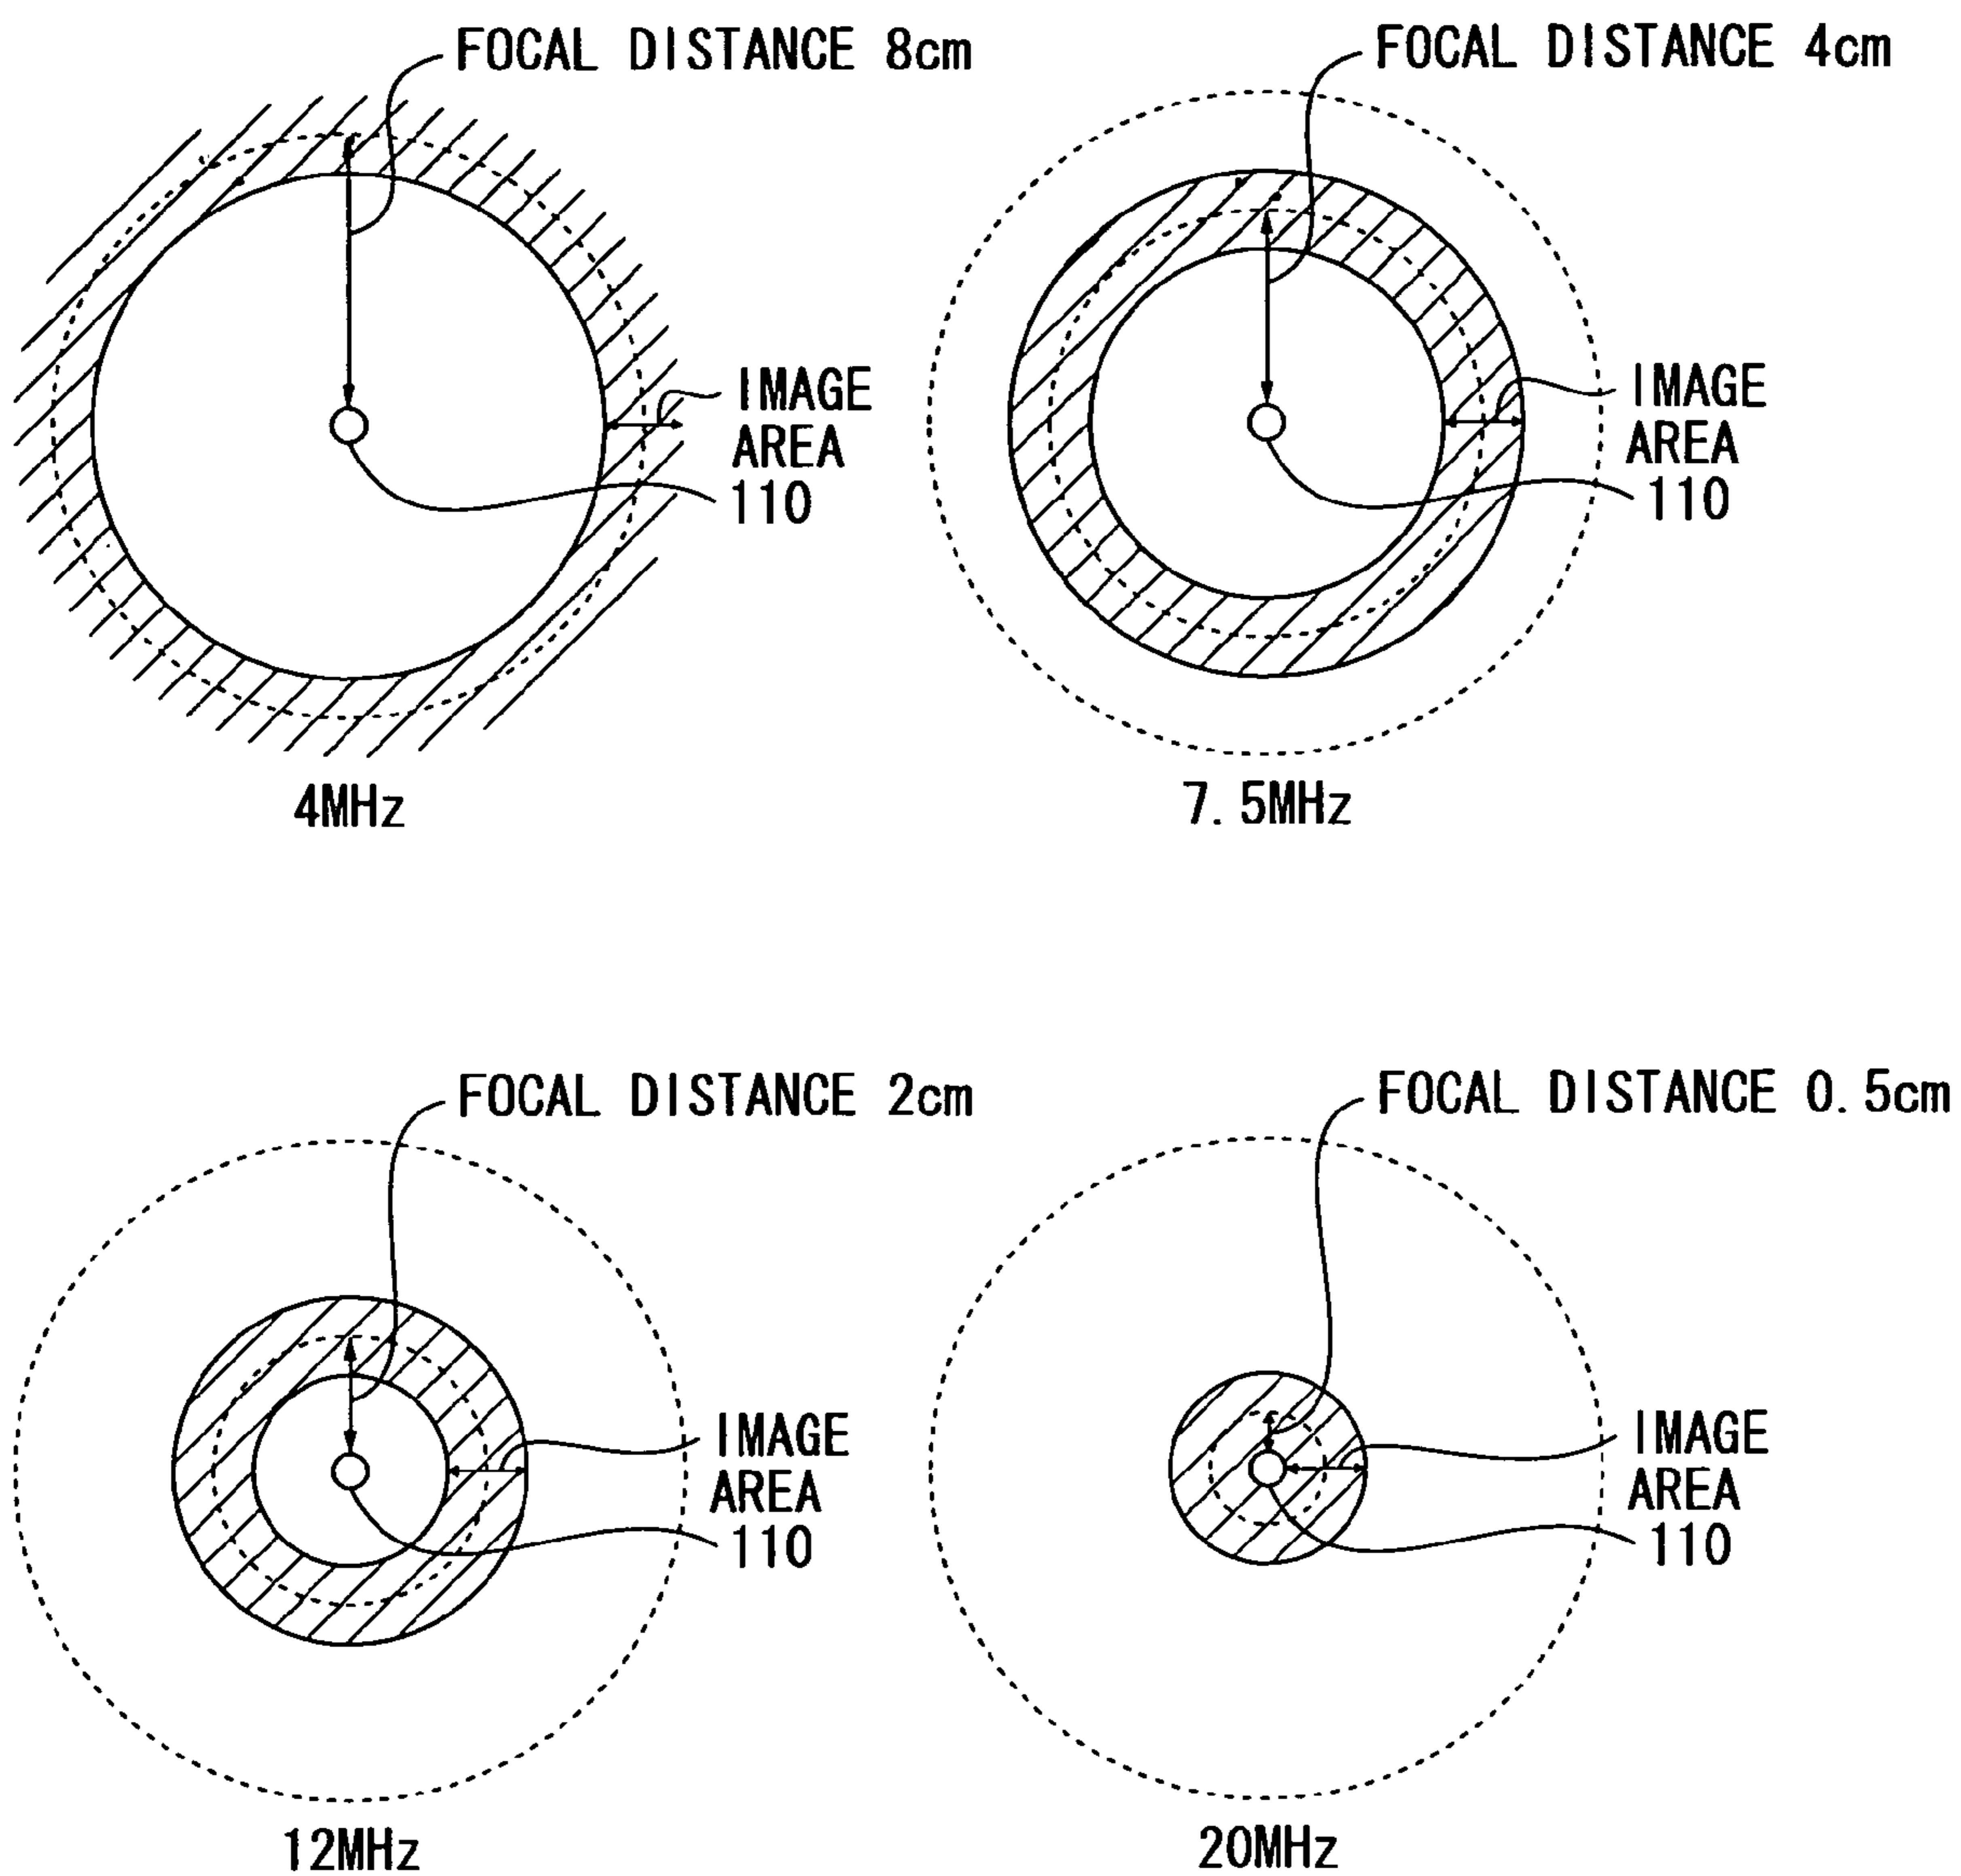 FOCAL DISTANCE 8cm
IMAGE
AREA
110
4MHz
FOCAL DISTANCE 4cm
IMAGE
AREA
110
7.5MHz
FOCAL DISTANCE 2cm
IMAGE
AREA
110
12MHz
FOCAL DISTANCE 0.5cm
IMAGE
AREA
110
20MHz